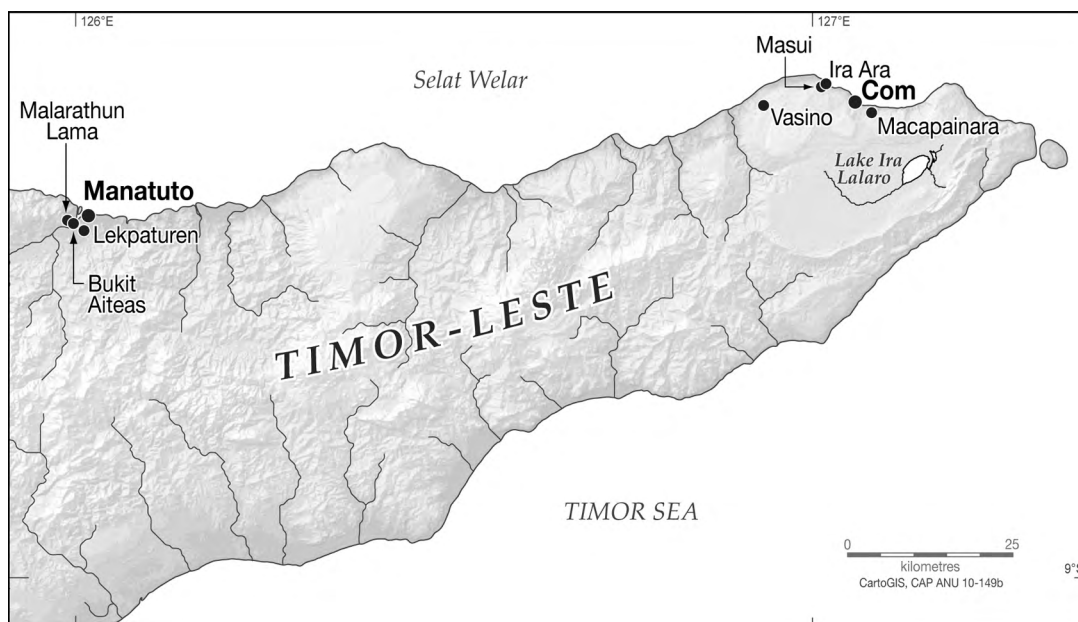 126°E
127°E
Masui
Ira Ara
Com
Selat Welar
Malarathun
Lama
Vasino
Macapainara
Lake Ira
Lalaro
Manatuto
Lekpaturen
Bukit
Aiteas
TIMOR-LESTE
TIMOR SEA
0 25
kilometres
CartoGIS, CAP ANU 10-149b
9°S